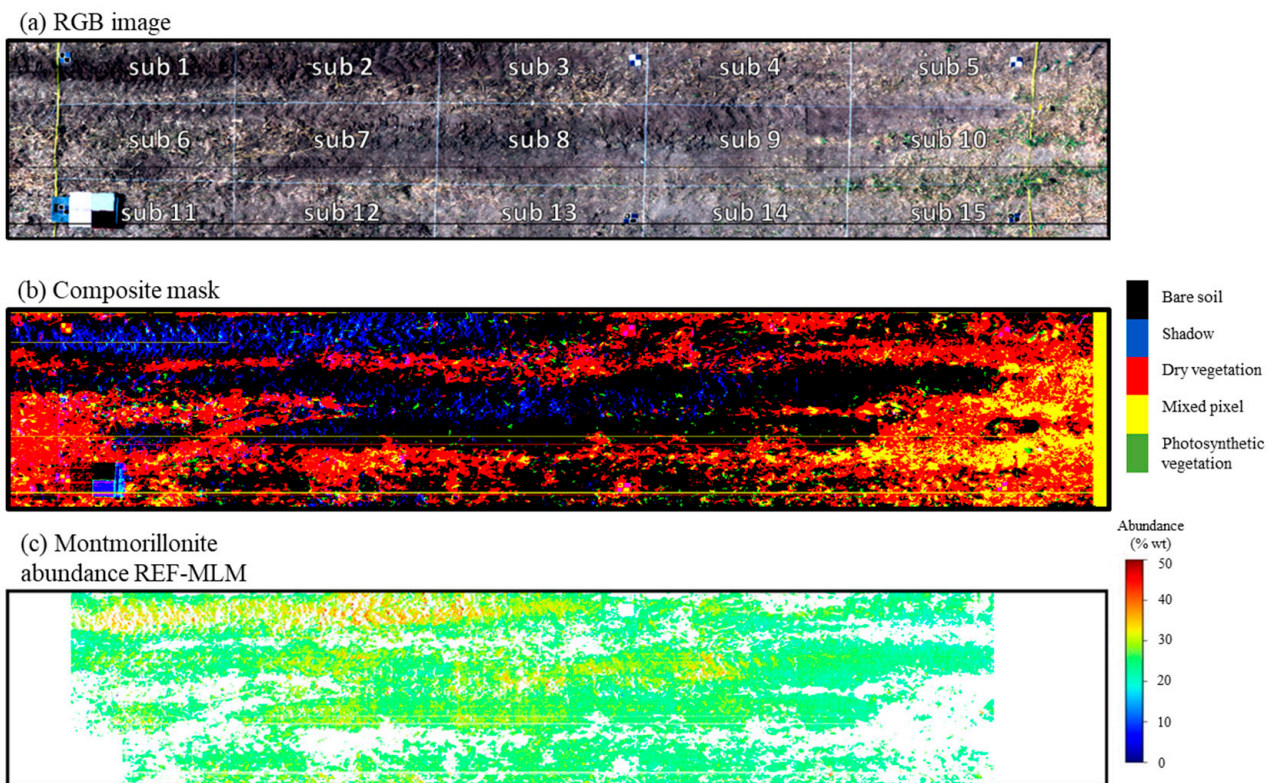 (a) RGB image
sub 1 sub 2 sub 3 sub 4 sub 5
sub 6 sub7 sub 8 sub 9 sub 10
sub 11 sub 12 sub 13 sub 14 sub 15
(b) Composite mask
Bare soil
Shadow
Dry vegetation
Mixed pixel
Photosynthetic
vegetation
(c) Montmorillonite
abundance REF-MLM
Abundance
(% wt)
50
40
30
20
10
0